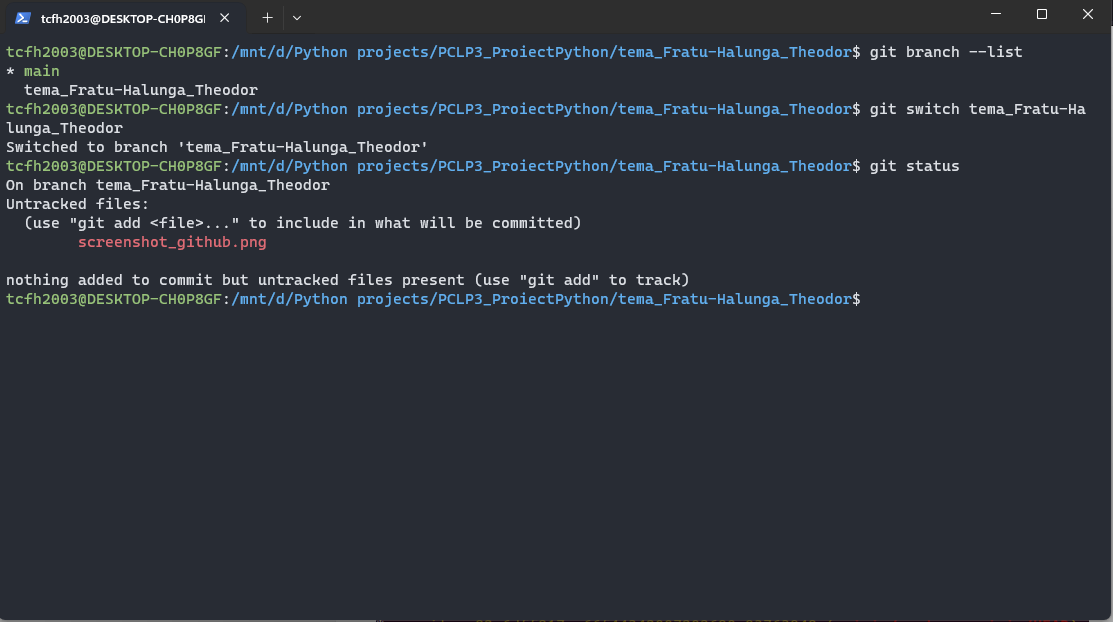 tcfh2003@DESKTOP-CH0P8GF
tcfh2003@DESKTOP-CH0P8GF:/mnt/d/Python projects/PCLP3_ProiectPython/tema_Fratu-Halunga_Theodor$ git branch --list
* main
  tema_Fratu-Halunga_Theodor
tcfh2003@DESKTOP-CH0P8GF:/mnt/d/Python projects/PCLP3_ProiectPython/tema_Fratu-Halunga_Theodor$ git switch tema_Fratu-Ha
lunga_Theodor
Switched to branch 'tema_Fratu-Halunga_Theodor'
tcfh2003@DESKTOP-CH0P8GF:/mnt/d/Python projects/PCLP3_ProiectPython/tema_Fratu-Halunga_Theodor$ git status
On branch tema_Fratu-Halunga_Theodor
Untracked files:
  (use "git add <file>..." to include in what will be committed)
        screenshot_github.png

nothing added to commit but untracked files present (use "git add" to track)
tcfh2003@DESKTOP-CH0P8GF:/mnt/d/Python projects/PCLP3_ProiectPython/tema_Fratu-Halunga_Theodor$